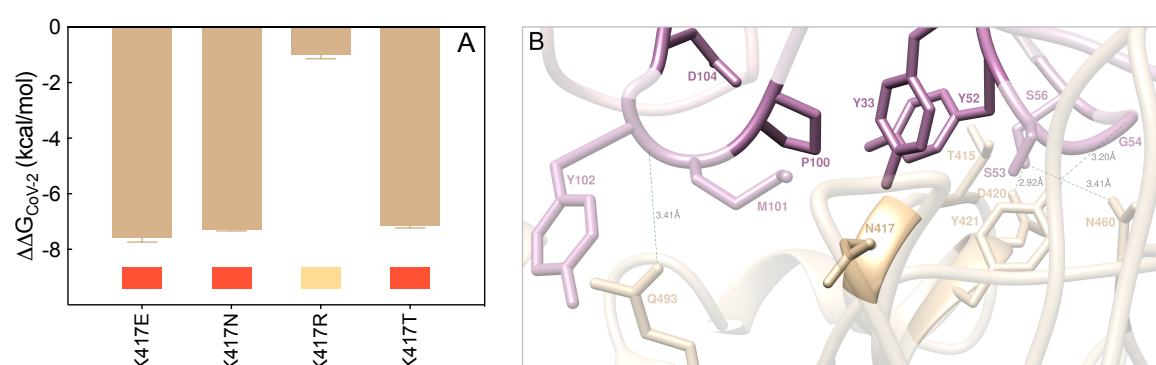 A
ΔΔG_CoV-2 (kcal/mol)
0
-2
-4
-6
-8
K417E
K417N
K417R
K417T
B
D104
Y33
Y52
S56
G54
P100
T415
3.20Å
S53
2.92Å
3.41Å
Y102
M101
D420
3.41Å
N417
Y421
N460
Q493